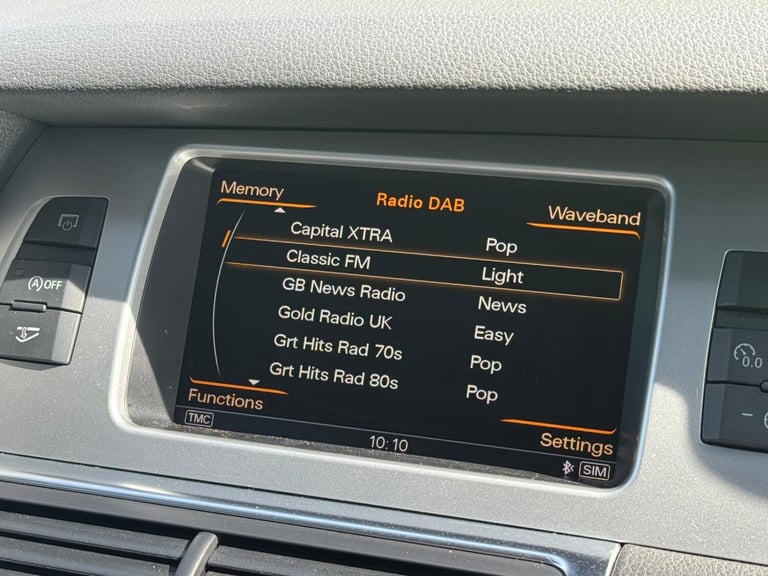 Memory
Radio DAB
Waveband
Capital XTRA Pop
Classic FM Light
GB News Radio News
Gold Radio UK Easy
Grt Hits Rad 70s Pop
Grt Hits Rad 80s Pop
Functions
Settings
TMC
10:10
SIM
(A) OFF
0.0